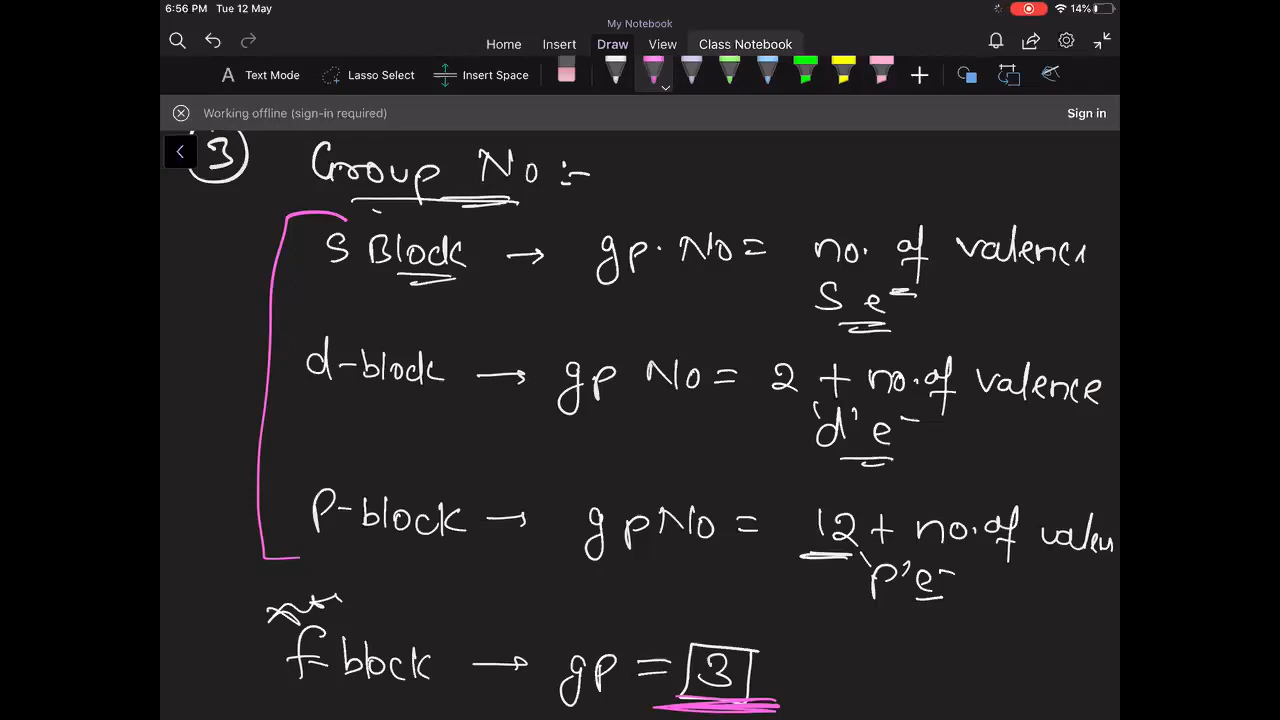 6:56 PM Tue 12 May 14%
My Notebook
Home Insert Draw View Class Notebook
A Text Mode Lasso Select Insert Space
Working offline (sign-in required) Sign in
3 Group No :-
S Block → gp. No = no. of valence
S e-
d-block → gp No = 2 + no. of valence
'd' e-
P-block → gp No = 12 + no. of valen
'p' e-
f-block → gp = 3